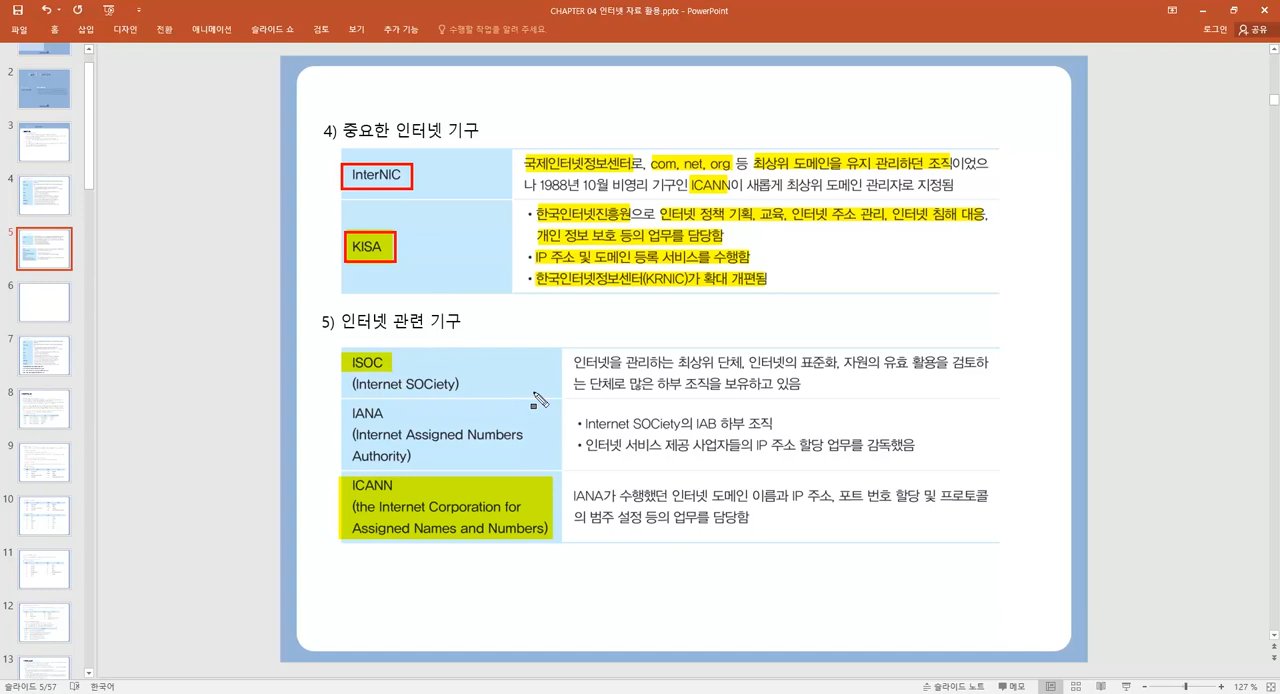 CHAPTER 04 인터넷 자료 활용.pptx - PowerPoint
파일 홈 삽입 디자인 전환 애니메이션 슬라이드 쇼 검토 보기 추가 기능 수행할 작업을 알려 주세요. 로그인 공유
2
3
4
5
6
7
8
9
10
11
12
13
4) 중요한 인터넷 기구
InterNIC
국제인터넷정보센터로, com, net, org 등 최상위 도메인을 유지 관리하던 조직이었으
나 1988년 10월 비영리 기구인 ICANN이 새롭게 최상위 도메인 관리자로 지정됨
KISA
• 한국인터넷진흥원으로 인터넷 정책 기획, 교육, 인터넷 주소 관리, 인터넷 침해 대응,
개인 정보 보호 등의 업무를 담당함
• IP 주소 및 도메인 등록 서비스를 수행함
• 한국인터넷정보센터(KRNIC)가 확대 개편됨
5) 인터넷 관련 기구
ISOC
(Internet SOCiety)
인터넷을 관리하는 최상위 단체, 인터넷의 표준화, 자원의 유효 활용을 검토하
는 단체로 많은 하부 조직을 보유하고 있음
IANA
(Internet Assigned Numbers
Authority)
• Internet SOCiety의 IAB 하부 조직
• 인터넷 서비스 제공 사업자들의 IP 주소 할당 업무를 감독했음
ICANN
(the Internet Corporation for
Assigned Names and Numbers)
IANA가 수행했던 인터넷 도메인 이름과 IP 주소, 포트 번호 할당 및 프로토콜
의 범주 설정 등의 업무를 담당함
슬라이드 5/57 한국어 슬라이드 노트 메모 127 %